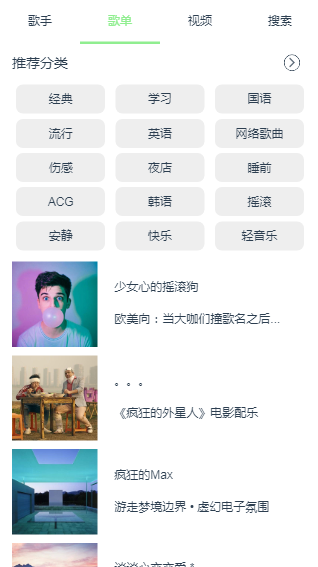 歌手 歌单 视频 搜索
推荐分类
经典 学习 国语
流行 英语 网络歌曲
伤感 夜店 睡前
ACG 韩语 摇滚
安静 快乐 轻音乐
少女心的摇滚狗
欧美向：当大咖们撞歌名之后...
。。。
《疯狂的外星人》电影配乐
疯狂的Max
游走梦境边界 • 虚幻电子氛围